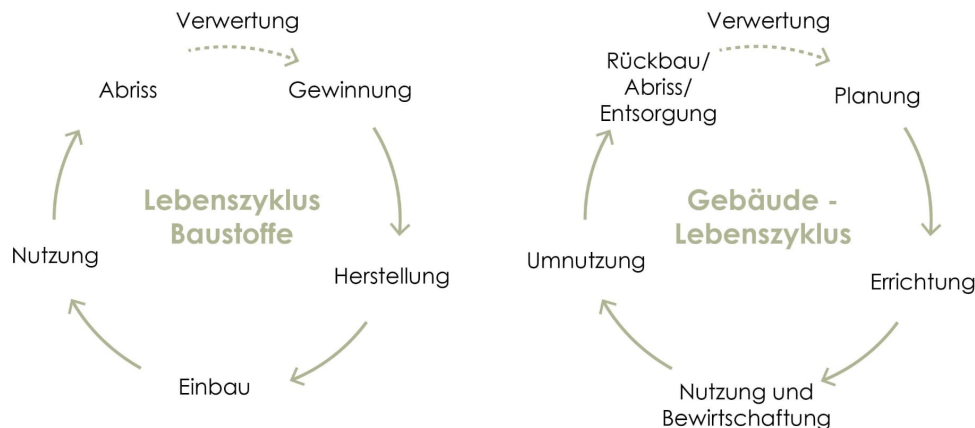 Verwertung
Abriss
Gewinnung
Lebenszyklus
Baustoffe
Nutzung
Herstellung
Einbau
Verwertung
Rückbau/
Abriss/
Entsorgung
Planung
Gebäude -
Lebenszyklus
Umnutzung
Errichtung
Nutzung und
Bewirtschaftung